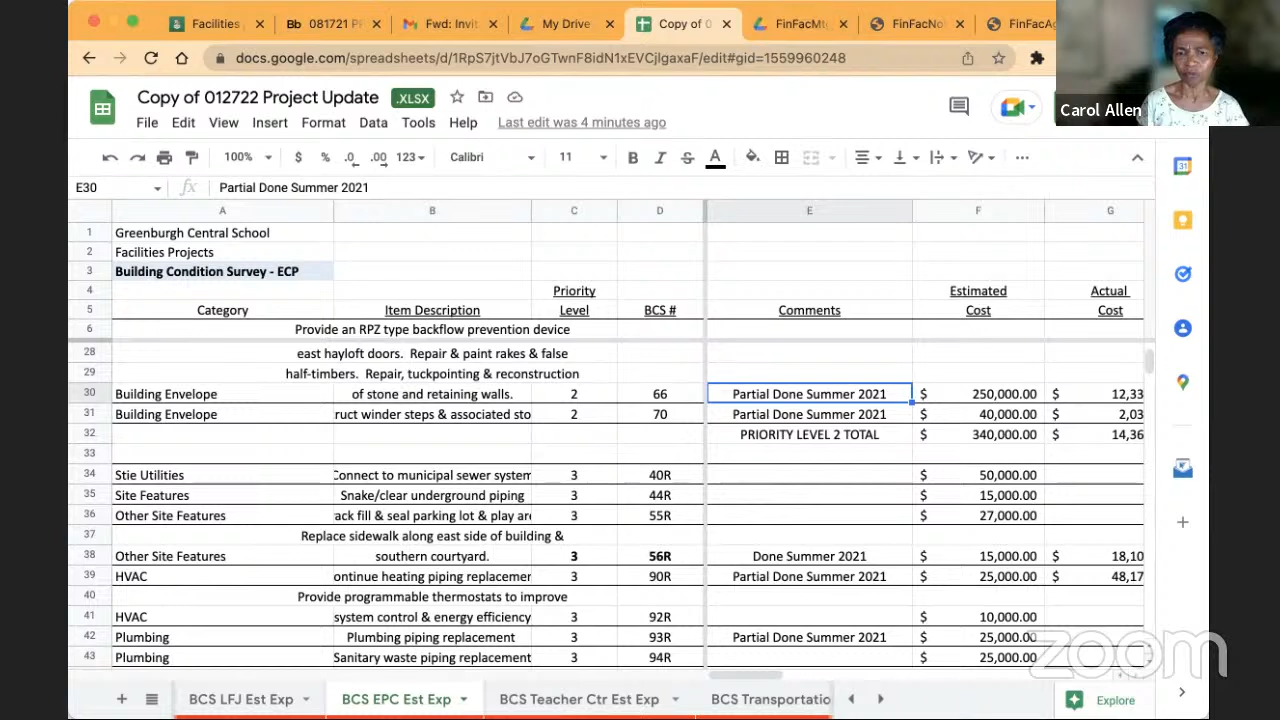 Facilities
Bb 081721 P
Fwd: Invi
My Drive
Copy of 0
FinFacMt
FinFacNo
FinFacA
docs.google.com/spreadsheets/d/1RpS7jtVbJ7oGTwnF8idN1xEVCjIgaxaF/edit#gid=1559960248
Carol Allen
Copy of 012722 Project Update .XLSX
File Edit View Insert Format Data Tools Help Last edit was 4 minutes ago
100% $ % .0 .00 123 Calibri 11 B I S A
E30 fx Partial Done Summer 2021
A B C D E F G
1 Greenburgh Central School
2 Facilities Projects
3 Building Condition Survey - ECP
4 Priority Estimated Actual
5 Category Item Description Level BCS # Comments Cost Cost
6 Provide an RPZ type backflow prevention device
28 east hayloft doors. Repair & paint rakes & false
29 half-timbers. Repair, tuckpointing & reconstruction
30 Building Envelope of stone and retaining walls. 2 66 Partial Done Summer 2021 $ 250,000.00 $ 12,33
31 Building Envelope ruct winder steps & associated sto 2 70 Partial Done Summer 2021 $ 40,000.00 $ 2,03
32 PRIORITY LEVEL 2 TOTAL $ 340,000.00 $ 14,36
33
34 Stie Utilities Connect to municipal sewer system 3 40R $ 50,000.00
35 Site Features Snake/clear underground piping 3 44R $ 15,000.00
36 Other Site Features ack fill & seal parking lot & play are 3 55R $ 27,000.00
37 Replace sidewalk along east side of building &
38 Other Site Features southern courtyard. 3 56R Done Summer 2021 $ 15,000.00 $ 18,10
39 HVAC ontinue heating piping replacemen 3 90R Partial Done Summer 2021 $ 25,000.00 $ 48,17
40 Provide programmable thermostats to improve
41 HVAC system control & energy efficiency 3 92R $ 10,000.00
42 Plumbing Plumbing piping replacement 3 93R Partial Done Summer 2021 $ 25,000.00
43 Plumbing Sanitary waste piping replacement 3 94R $ 25,000.00
zoom
BCS LFJ Est Exp BCS EPC Est Exp BCS Teacher Ctr Est Exp BCS Transportatio Explore